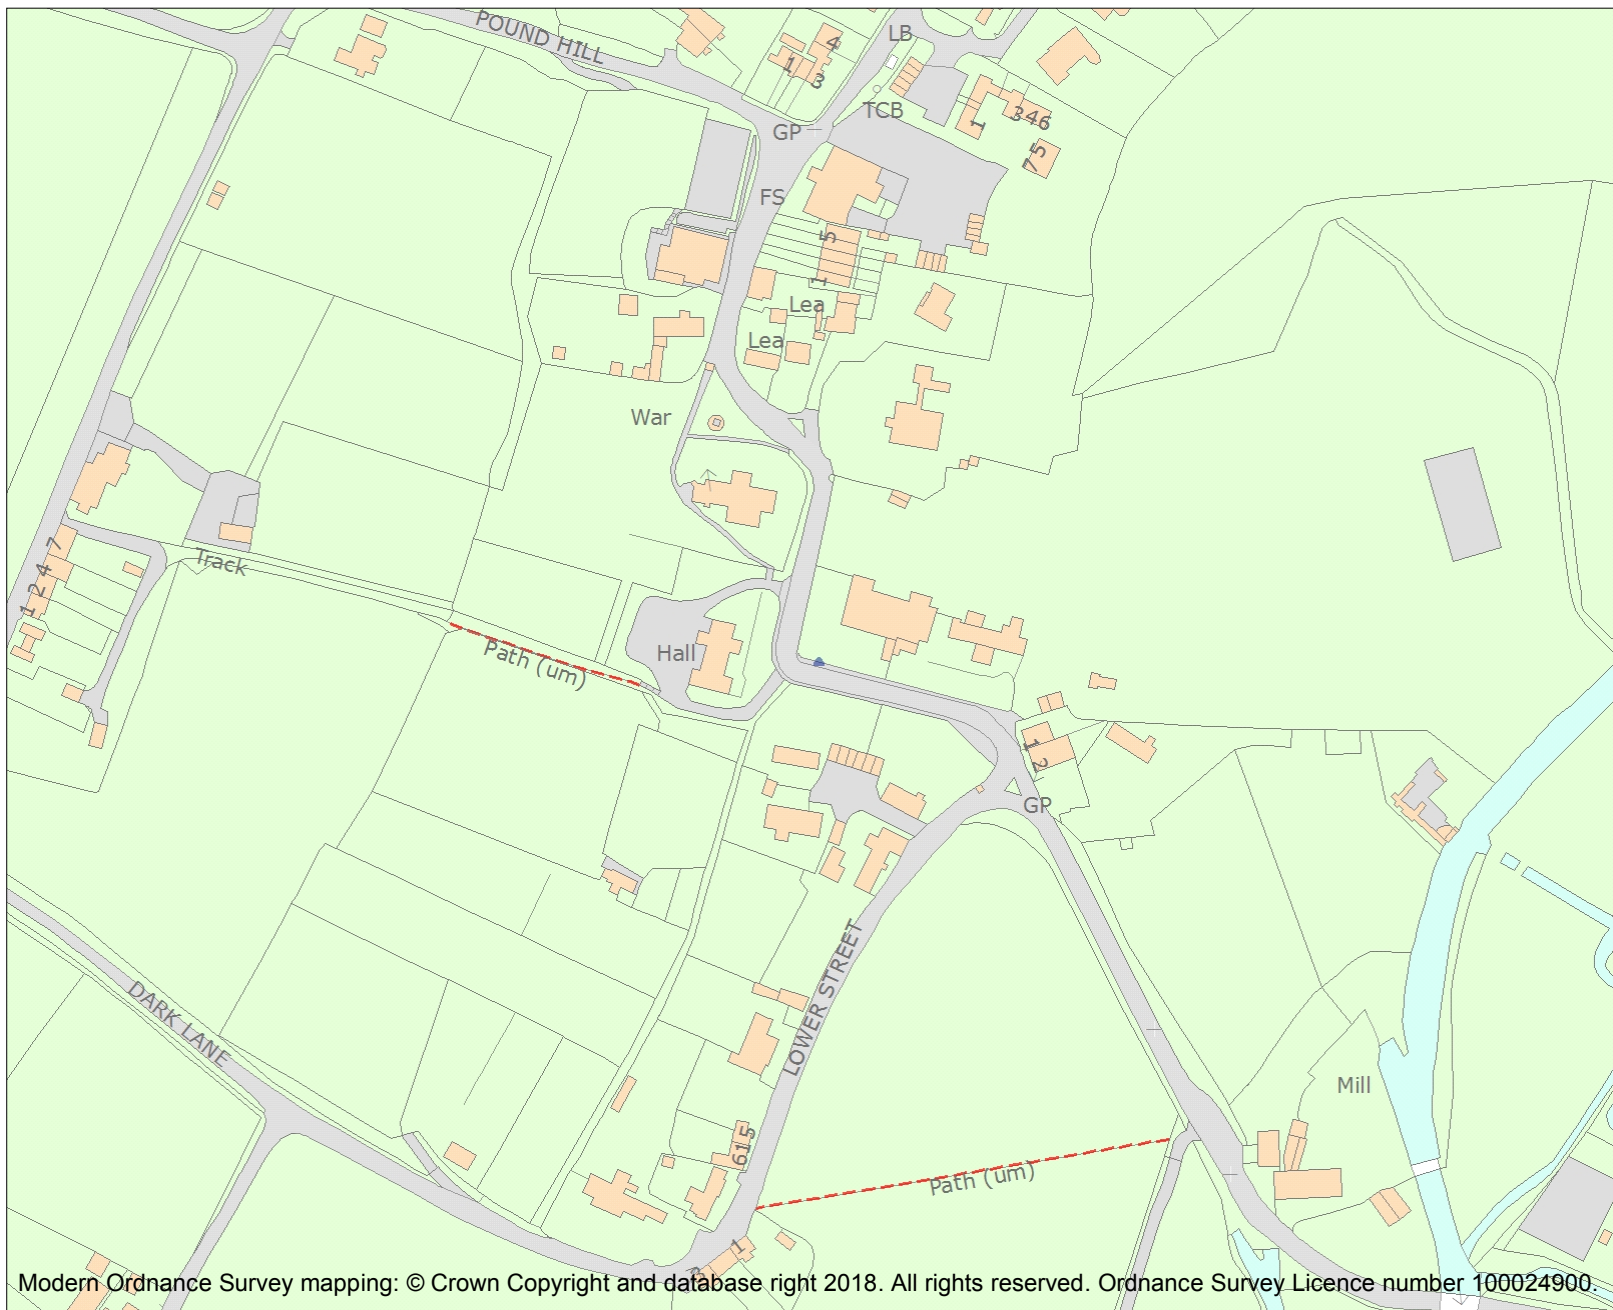 POUND HILL
LB
4
1
3
TCB
GP
1
346
7 5
FS
5
1
Lea
Lea
War
7
4
2
1
Track
Path (um)
Hall
1
2
GP
DARK LANE
LOWER STREET
Mill
615
Path (um)
1
Modern Ordnance Survey mapping: © Crown Copyright and database right 2018. All rights reserved. Ordnance Survey Licence number 100024900.